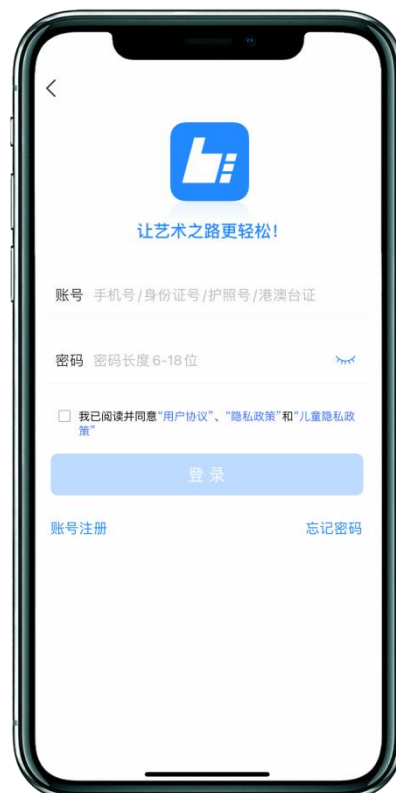 让艺术之路更轻松！
账号 手机号/身份证号/护照号/港澳台证
密码 密码长度6-18位
我已阅读并同意“用户协议”、“隐私政策”和“儿童隐私政
策”
登录
账号注册 忘记密码